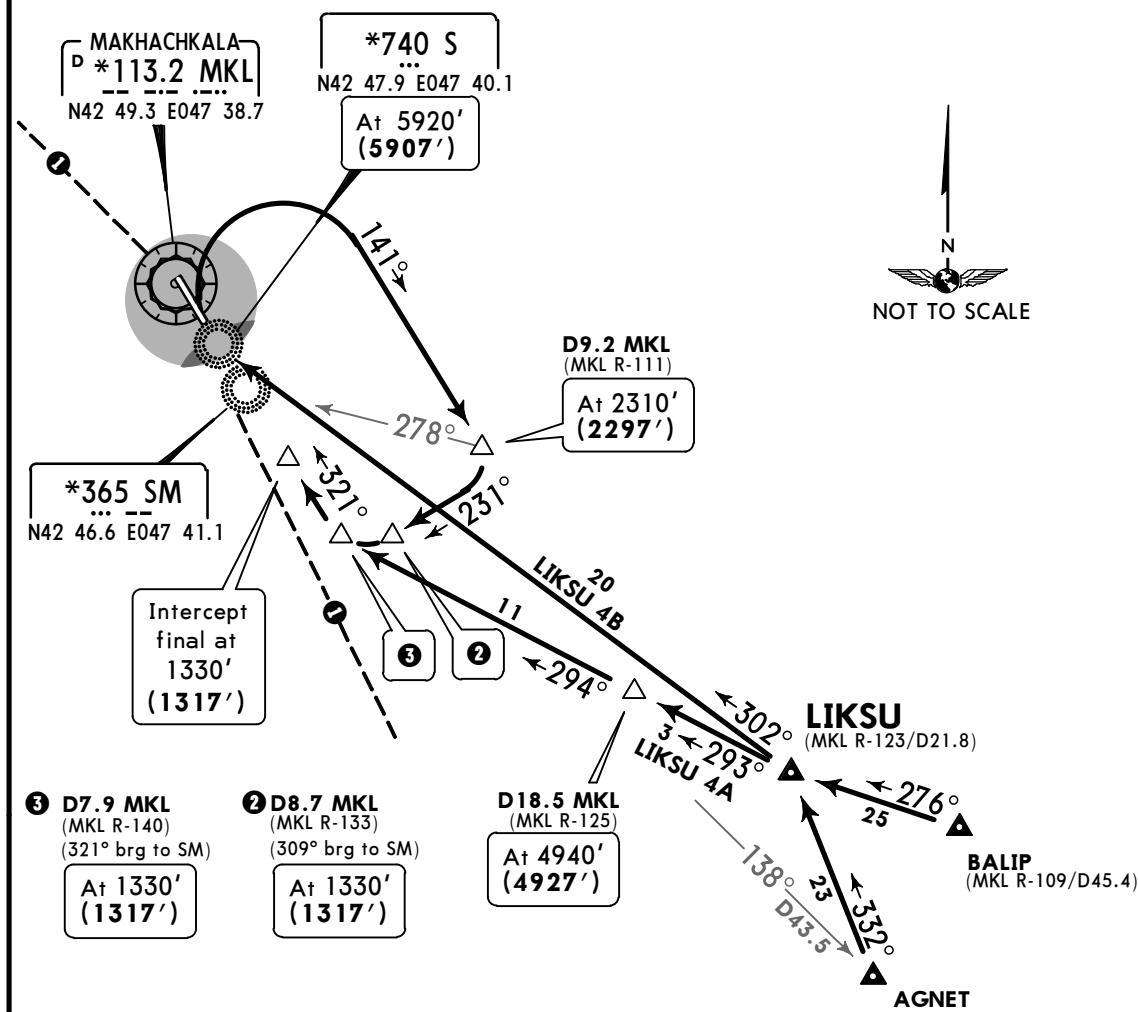 MAKHACHKALA
D *113.2 MKL
N42 49.3 E047 38.7
*740 S
N42 47.9 E047 40.1
At 5920'
(5907')
1
141°
N
NOT TO SCALE
D9.2 MKL
(MKL R-111)
At 2310'
(2297')
278°
231°
321°
*365 SM
N42 46.6 E047 41.1
Intercept
final at
1330'
(1317')
1
3
2
20
LIKSU 4B
11
294°
302°
LIKSU
(MKL R-123/D21.8)
3
293°
LIKSU 4A
276°
25
BALIP
(MKL R-109/D45.4)
3 D7.9 MKL
(MKL R-140)
(321° brg to SM)
At 1330'
(1317')
2 D8.7 MKL
(MKL R-133)
(309° brg to SM)
At 1330'
(1317')
D18.5 MKL
(MKL R-125)
At 4940'
(4927')
138°
D43.5
23
332°
AGNET